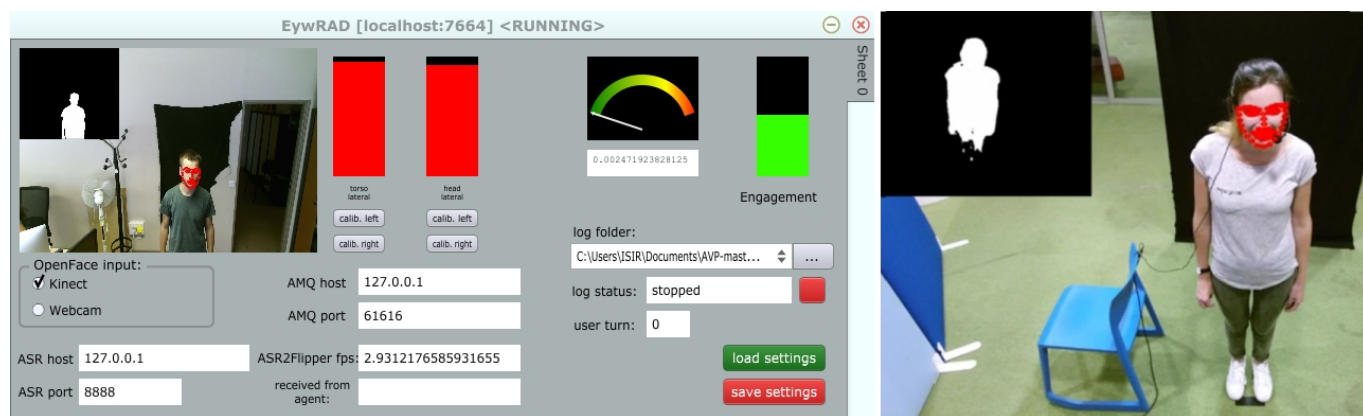 EywRAD [localhost:7664] <RUNNING>
Sheet 0
torso
lateral
head
lateral
calib. left
calib. left
calib. right
calib. right
0.002471923828125
Engagement
OpenFace input:
Kinect
Webcam
AMQ host 127.0.0.1
AMQ port 61616
log folder:
C:\Users\ISIR\Documents\AVP-mast... ...
log status: stopped
user turn: 0
ASR host 127.0.0.1
ASR2Flipper fps: 2.9312176585931655
load settings
ASR port 8888
received from
agent:
save settings